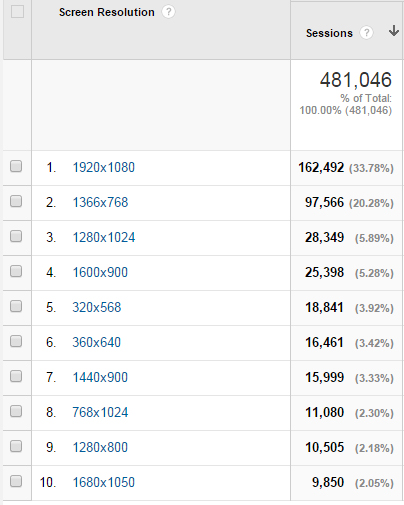 Screen Resolution ?
Sessions ?
481,046
% of Total:
100.00% (481,046)
1. 1920x1080 162,492 (33.78%)
2. 1366x768 97,566 (20.28%)
3. 1280x1024 28,349 (5.89%)
4. 1600x900 25,398 (5.28%)
5. 320x568 18,841 (3.92%)
6. 360x640 16,461 (3.42%)
7. 1440x900 15,999 (3.33%)
8. 768x1024 11,080 (2.30%)
9. 1280x800 10,505 (2.18%)
10. 1680x1050 9,850 (2.05%)